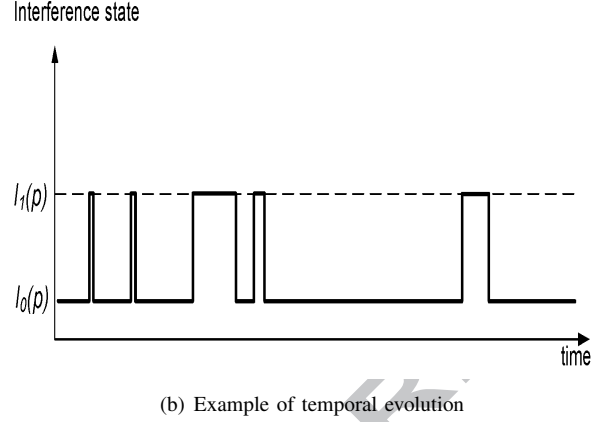 Interference state
I₁(p)
I₀(p)
time
(b) Example of temporal evolution